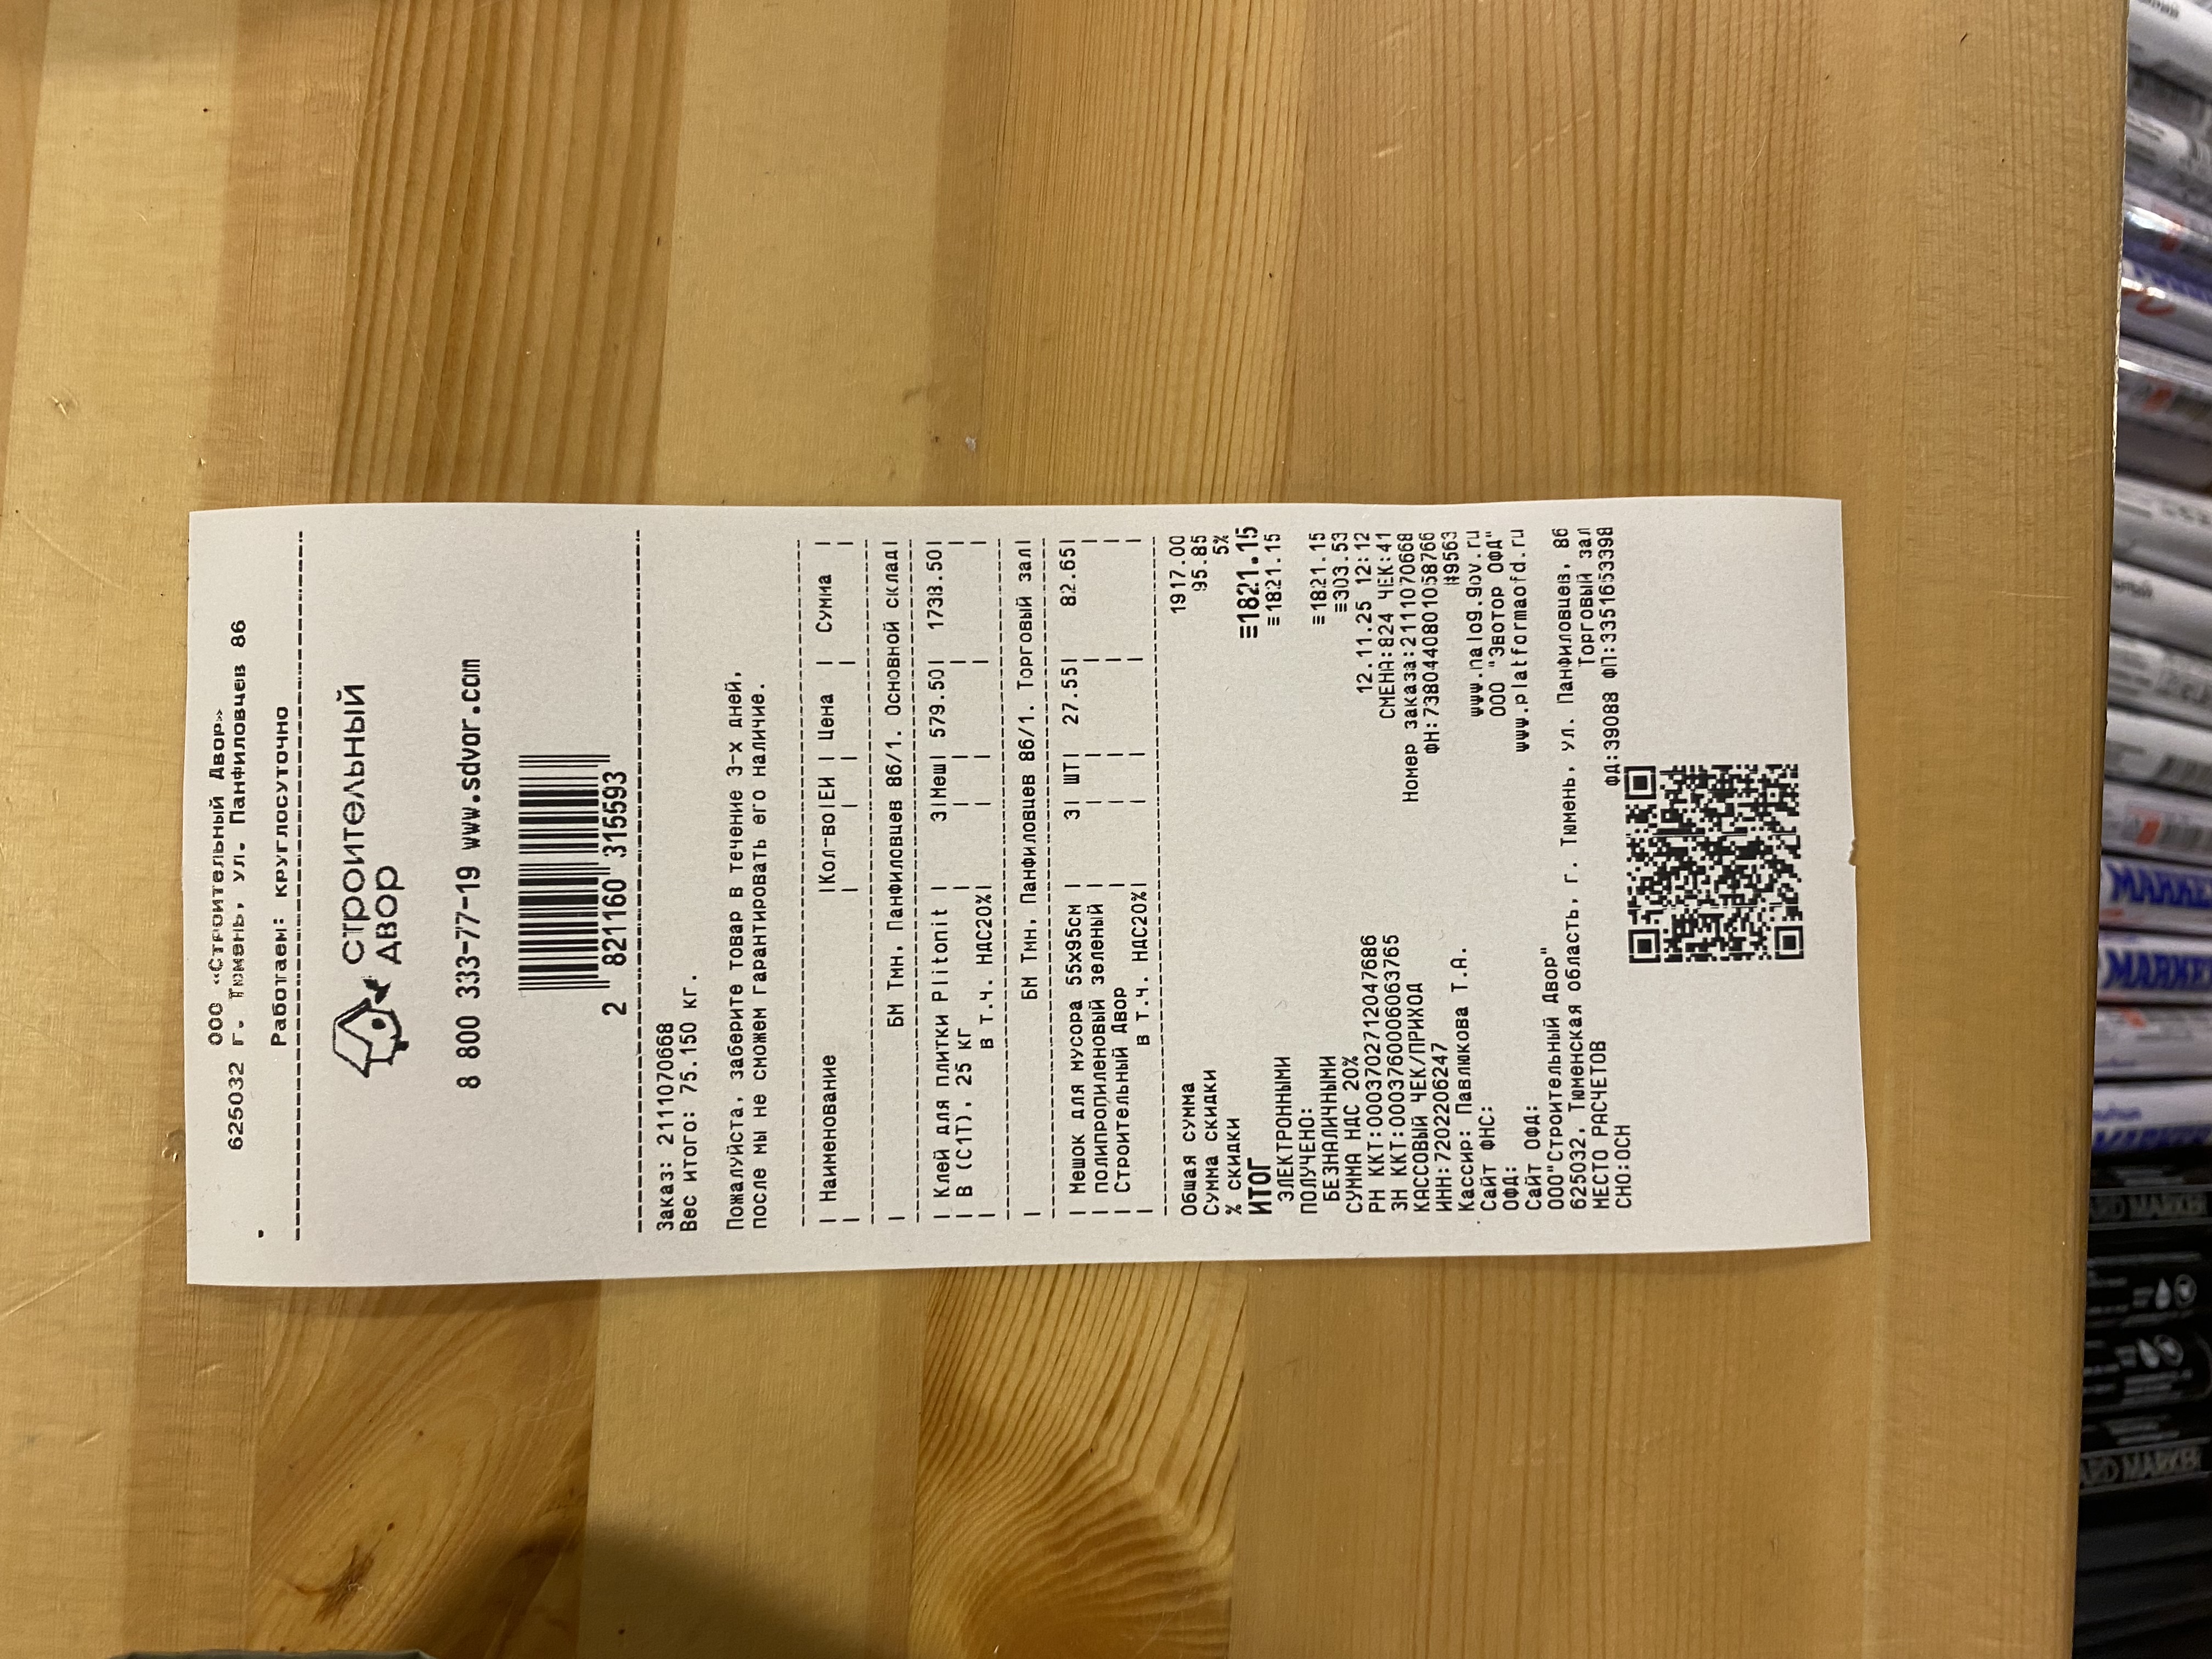 ООО «Строительный Двор»
625032 г. Тюмень, ул. Панфиловцев 86
Работаем: круглосуточно
СТРОИТЕЛЬНЫЙ
ДВОР
8 800 333-77-19 www.sdvor.com
2 821160 315593
Заказ: 2111070668
Вес итого: 75.150 кг.
Пожалуйста, заберите товар в течение 3-х дней,
после мы не сможем гарантировать его наличие.
| Наименование |Кол-во|ЕИ | Цена | Сумма |
| БМ Тмн, Панфиловцев 86/1. Основной склад|
| Клей для плитки Plitonit | 3|Меш| 579.50| 1738.50|
| В (С1Т), 25 кг | | | | |
| в т.ч. НДС20%| | | | |
| БМ Тмн, Панфиловцев 86/1. Торговый зал|
| Мешок для мусора 55х95см | 3| шт| 27.55| 82.65|
| полипропиленовый зеленый | | | | |
| Строительный Двор | | | | |
| в т.ч. НДС20%| | | | |
Общая сумма 1917.00
Сумма скидки 95.85
% скидки 5%
ИТОГ ≡1821.15
ЭЛЕКТРОННЫМИ ≡1821.15
ПОЛУЧЕНО:
БЕЗНАЛИЧНЫМИ ≡1821.15
СУММА НДС 20% ≡303.53
РН ККТ:0003702712047686 12.11.25 12:12
ЗН ККТ:0003760006063765 СМЕНА:824 ЧЕК:41
КАССОВЫЙ ЧЕК/ПРИХОД Номер заказа:2111070668
ИНН:7202206247 ФН:7380440801058766
Кассир: Павлюкова Т.А. #9563
Сайт ФНС: www.nalog.gov.ru
ОФД: ООО "Эвотор ОФД"
Сайт ОФД: www.platformaofd.ru
ООО"Строительный Двор"
625032, Тюменская область, г. Тюмень, ул. Панфиловцев, 86
МЕСТО РАСЧЕТОВ Торговый зал
СНО:ОСН ФД:39088 ФП:3351653398
MARKER
MARKER
MARKER
MARKER